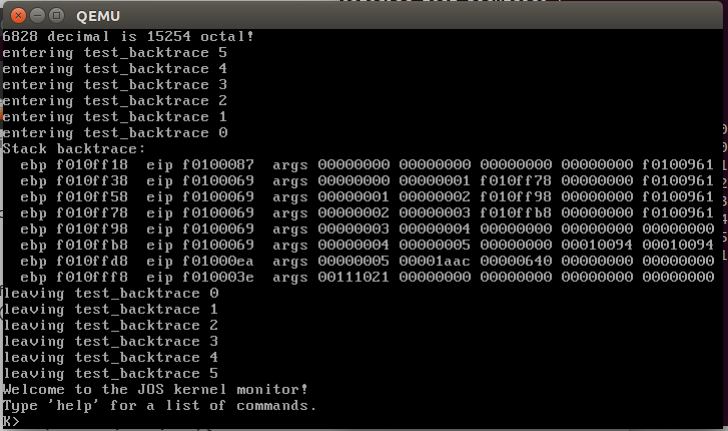 QEMU
6828 decimal is 15254 octal!
entering test_backtrace 5
entering test_backtrace 4
entering test_backtrace 3
entering test_backtrace 2
entering test_backtrace 1
entering test_backtrace 0
Stack backtrace:
  ebp f010ff18  eip f0100087  args 00000000 00000000 00000000 00000000 f0100961
  ebp f010ff38  eip f0100069  args 00000000 00000001 f010ff78 00000000 f0100961
  ebp f010ff58  eip f0100069  args 00000001 00000002 f010ff98 00000000 f0100961
  ebp f010ff78  eip f0100069  args 00000002 00000003 f010ffb8 00000000 f0100961
  ebp f010ff98  eip f0100069  args 00000003 00000004 00000000 00000000 00000000
  ebp f010ffb8  eip f0100069  args 00000004 00000005 00000000 00010094 00010094
  ebp f010ffd8  eip f01000ea  args 00000005 00001aac 00000640 00000000 00000000
  ebp f010fff8  eip f010003e  args 00111021 00000000 00000000 00000000 00000000
leaving test_backtrace 0
leaving test_backtrace 1
leaving test_backtrace 2
leaving test_backtrace 3
leaving test_backtrace 4
leaving test_backtrace 5
Welcome to the JOS kernel monitor!
Type 'help' for a list of commands.
K>